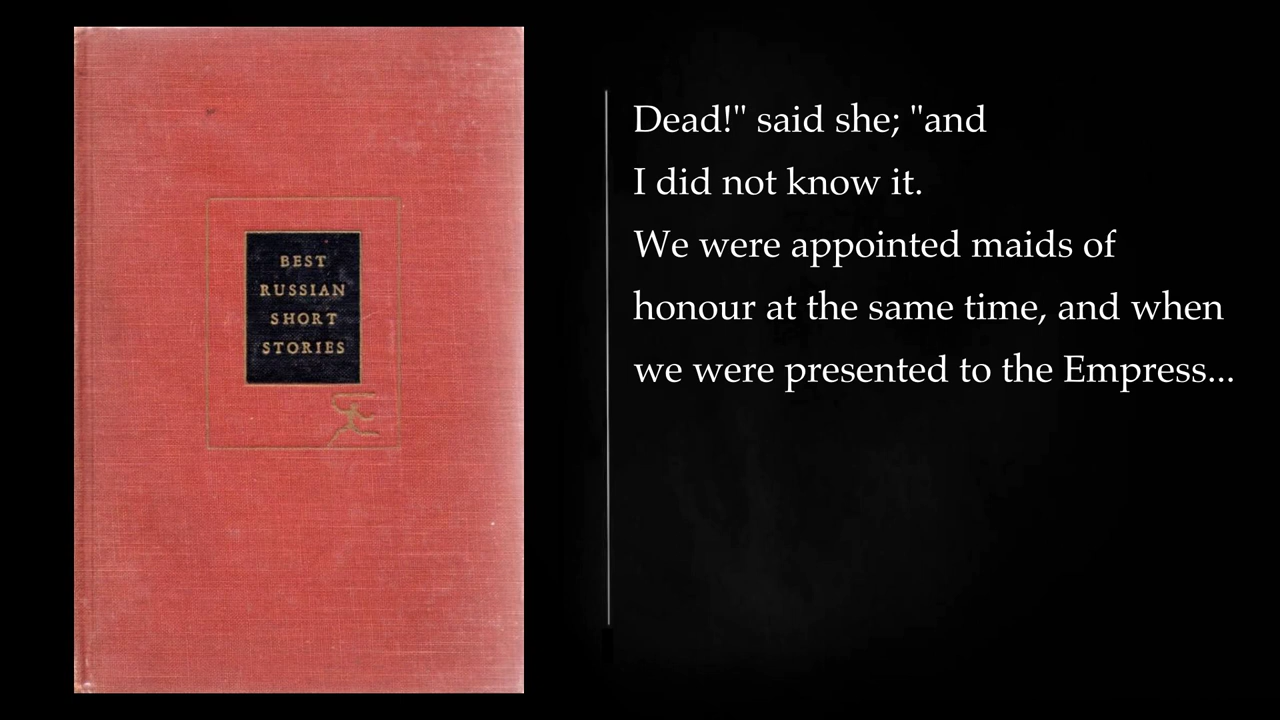 BEST
RUSSIAN
SHORT
STORIES
Dead!" said she; "and
I did not know it.
We were appointed maids of
honour at the same time, and when
we were presented to the Empress...